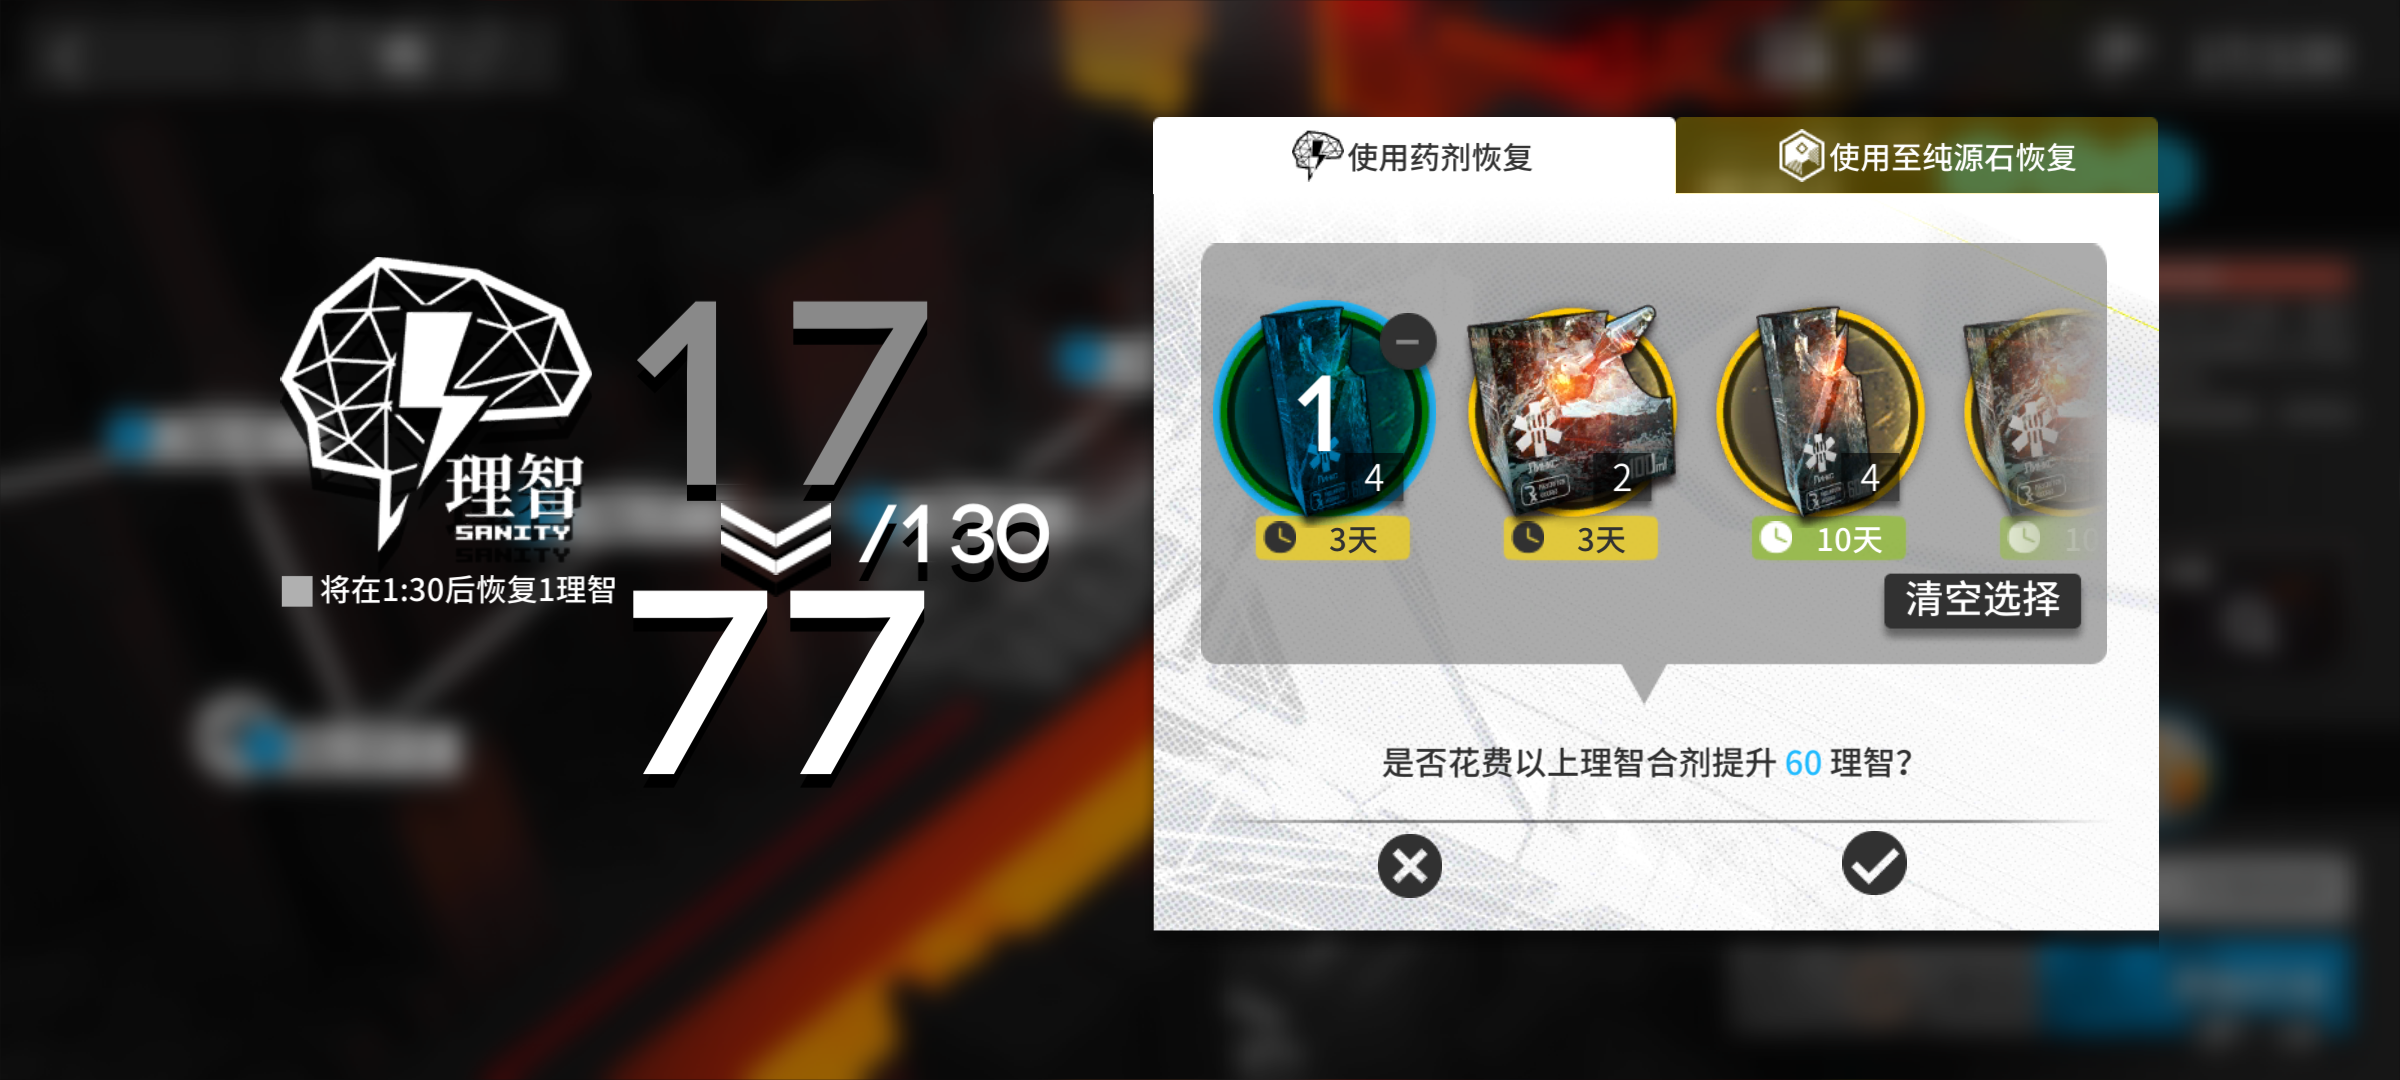 使用药剂恢复
使用至纯源石恢复
17
理智
SANITY
/130
将在1:30后恢复1理智
77
1
4
3天
2
3天
4
10天
10
清空选择
是否花费以上理智合剂提升 60 理智?